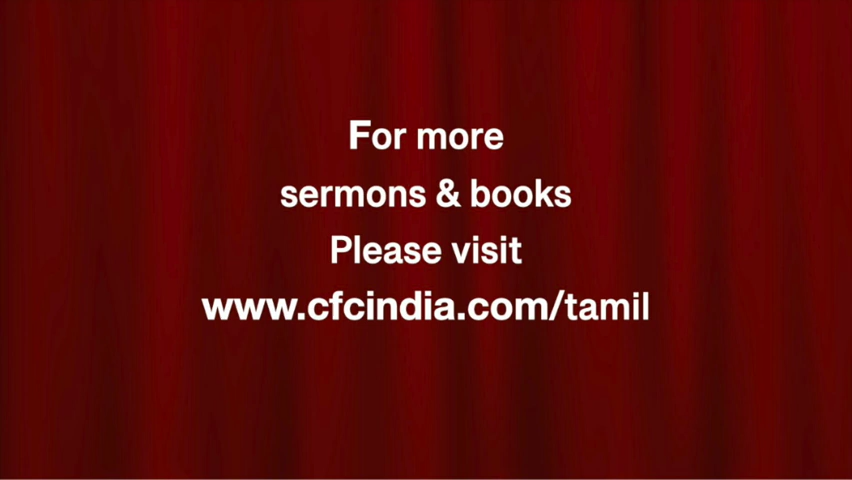 For more
sermons & books
Please visit
www.cfcindia.com/tamil